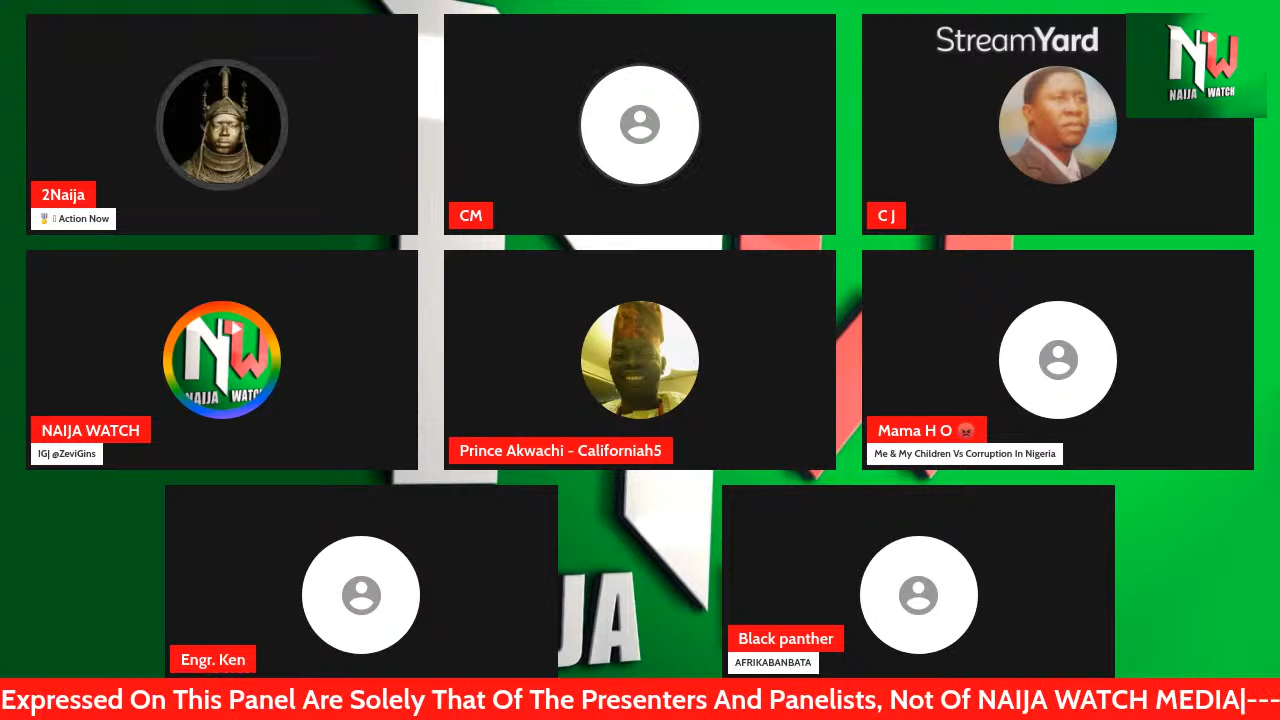 StreamYard
NAIJA WATCH
2Naija
Action Now
CM
C J
NAIJA WATCH
NAIJA WATCH
IG| @ZeviGins
Prince Akwachi - Californiah5
Mama H O
Me & My Children Vs Corruption In Nigeria
JA
Engr. Ken
Black panther
AFRIKABANBATA
Expressed On This Panel Are Solely That Of The Presenters And Panelists, Not Of NAIJA WATCH MEDIA|---